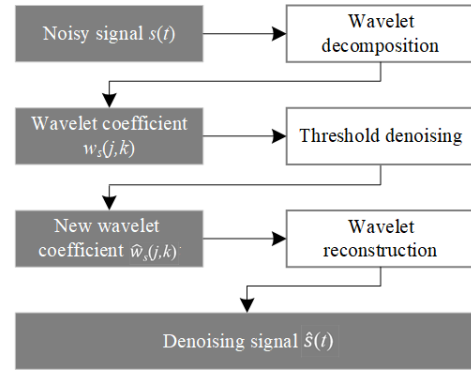 Noisy signal s(t)
Wavelet
decomposition
Wavelet coefficient
wₛ(j,k)
Threshold denoising
New wavelet
coefficient ŵₛ(j,k)
Wavelet
reconstruction
Denoising signal ŝ(t)